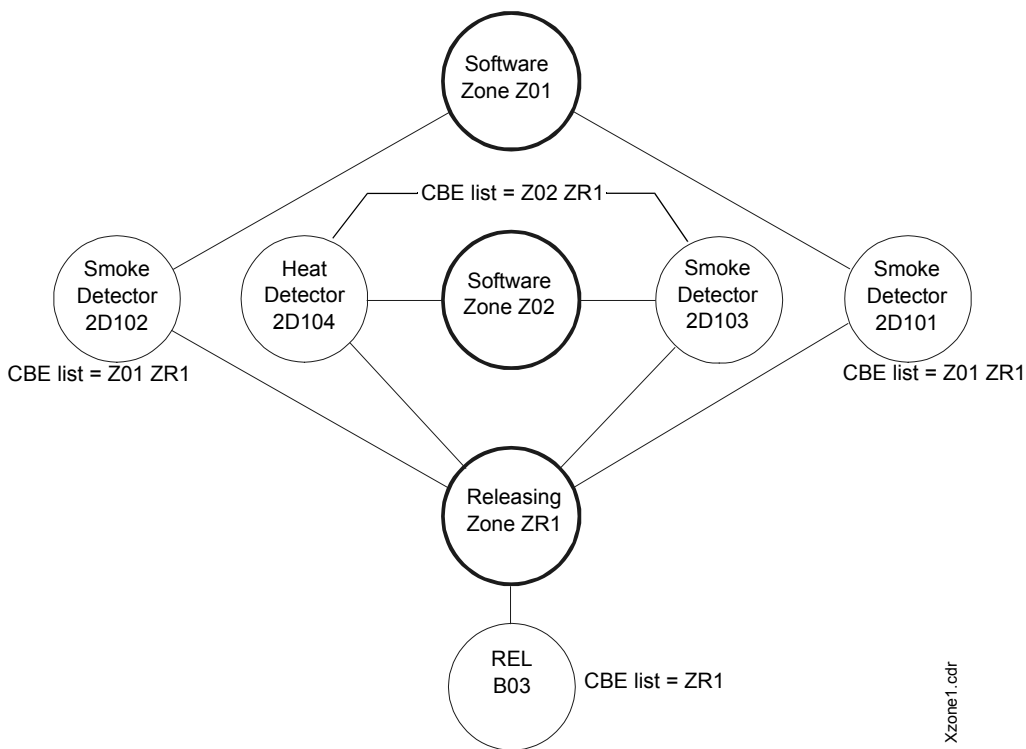 Software
Zone Z01
CBE list = Z02 ZR1
Smoke
Detector
2D102
Heat
Detector
2D104
Software
Zone Z02
Smoke
Detector
2D103
Smoke
Detector
2D101
CBE list = Z01 ZR1
CBE list = Z01 ZR1
Releasing
Zone ZR1
REL
B03
CBE list = ZR1
Xzone1.cdr